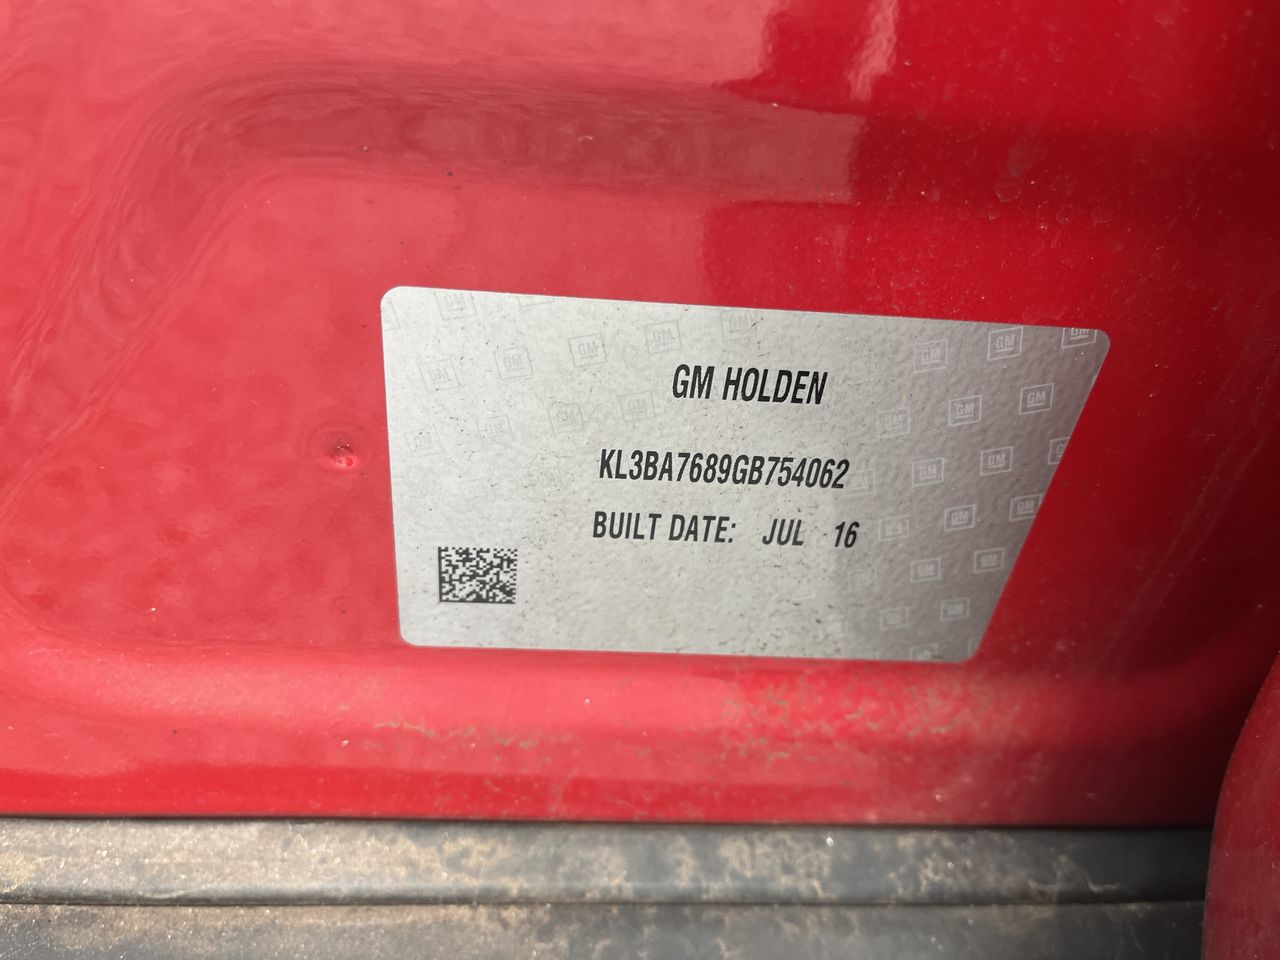 GM HOLDEN
KL3BA7689GB754062
BUILT DATE: JUL 16